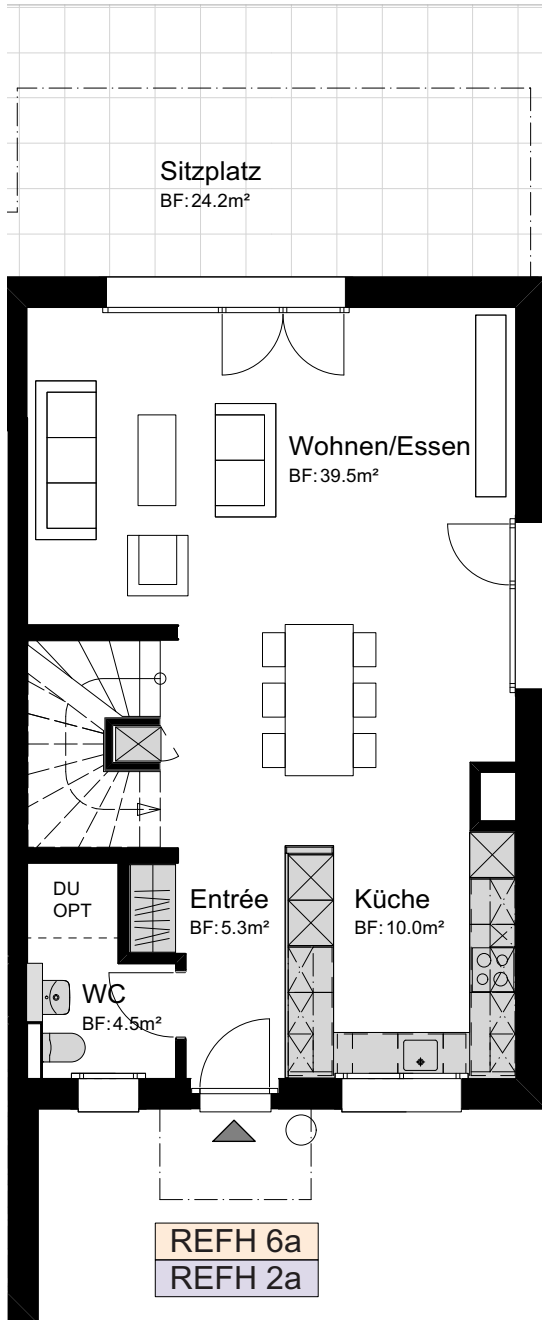 Sitzplatz
BF: 24.2m²
Wohnen/Essen
BF: 39.5m²
DU
OPT
Entrée
BF: 5.3m²
Küche
BF: 10.0m²
WC
BF: 4.5m²
REFH 6a
REFH 2a